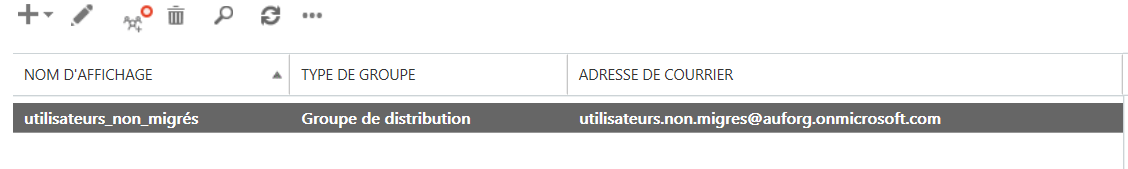 NOM D'AFFICHAGE TYPE DE GROUPE ADRESSE DE COURRIER
utilisateurs_non_migrés Groupe de distribution utilisateurs.non.migres@auforg.onmicrosoft.com